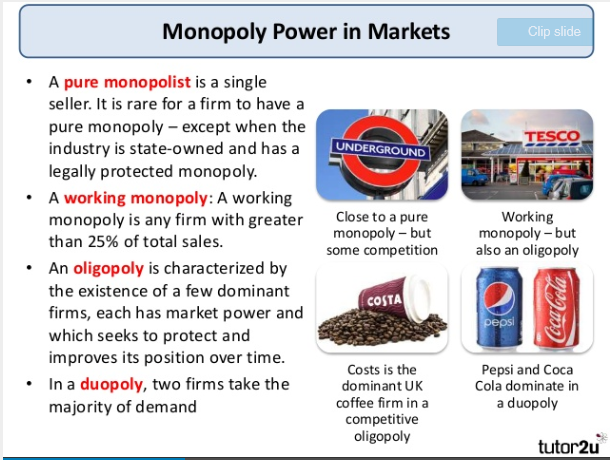 Monopoly Power in Markets
Clip slide
• A pure monopolist is a single
seller. It is rare for a firm to have a
pure monopoly – except when the
industry is state-owned and has a
legally protected monopoly.
• A working monopoly: A working
monopoly is any firm with greater
than 25% of total sales.
• An oligopoly is characterized by
the existence of a few dominant
firms, each has market power and
which seeks to protect and
improves its position over time.
• In a duopoly, two firms take the
majority of demand
UNDERGROUND
Close to a pure
monopoly – but
some competition
TESCO
Working
monopoly – but
also an oligopoly
COSTA
Costs is the
dominant UK
coffee firm in a
competitive
oligopoly
pepsi
Coca-Cola
Pepsi and Coca
Cola dominate in
a duopoly
tutor2u